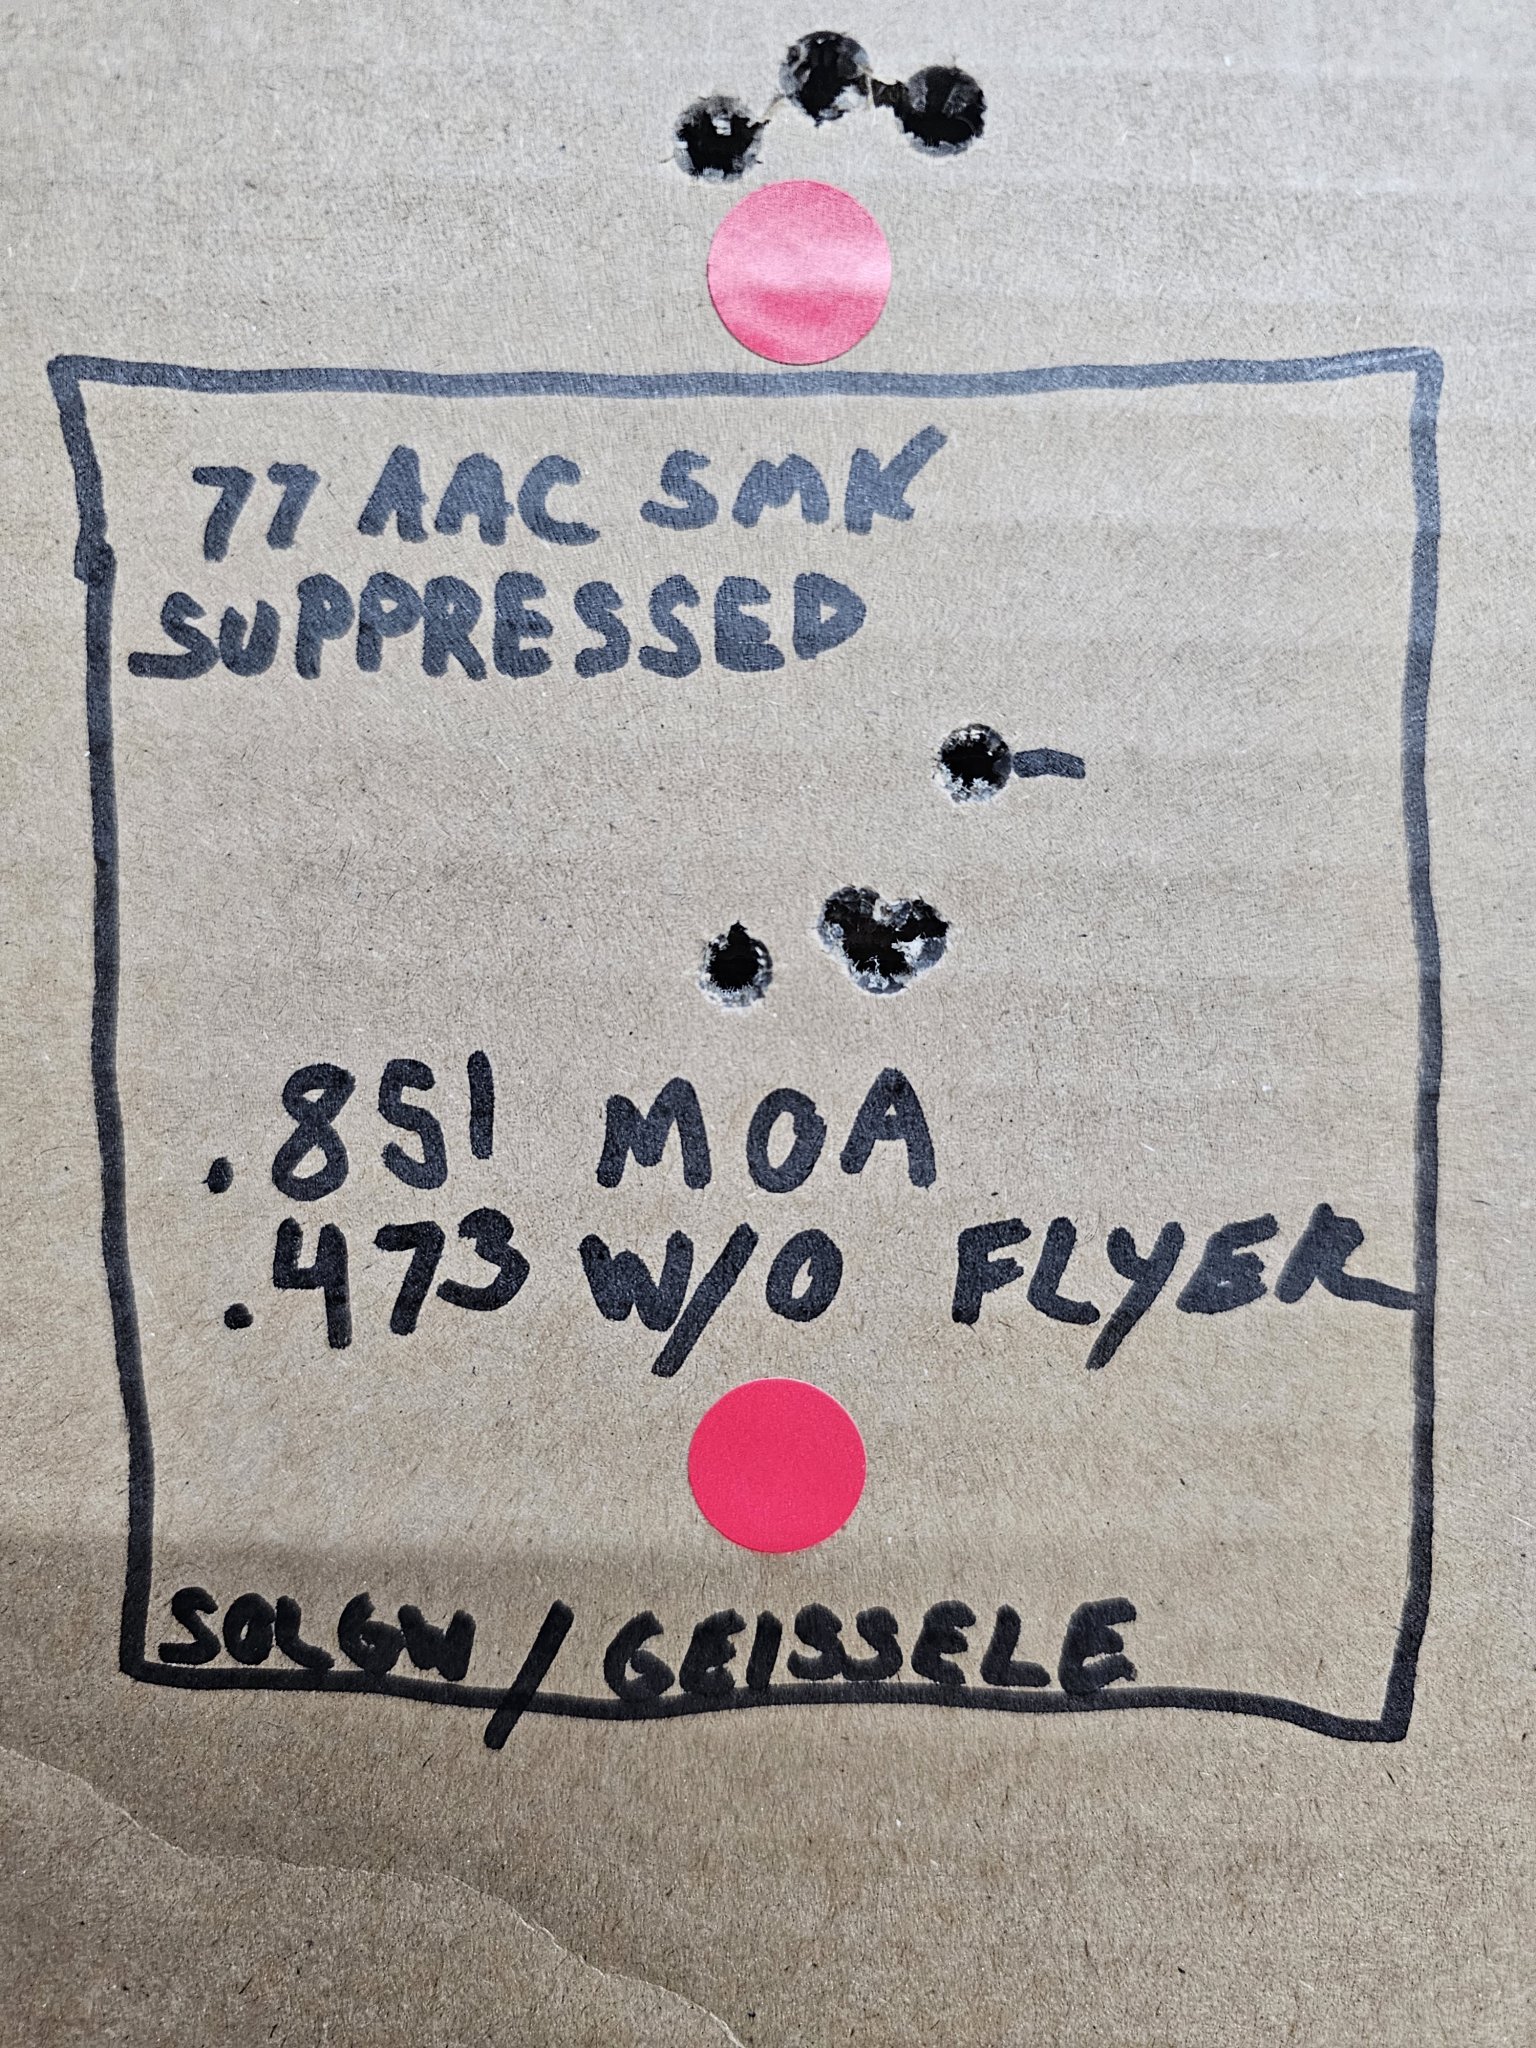 77 AAC SMK
SUPPRESSED
.851 MOA
.473 W/O FLYER
SOLGW/GEISSELE